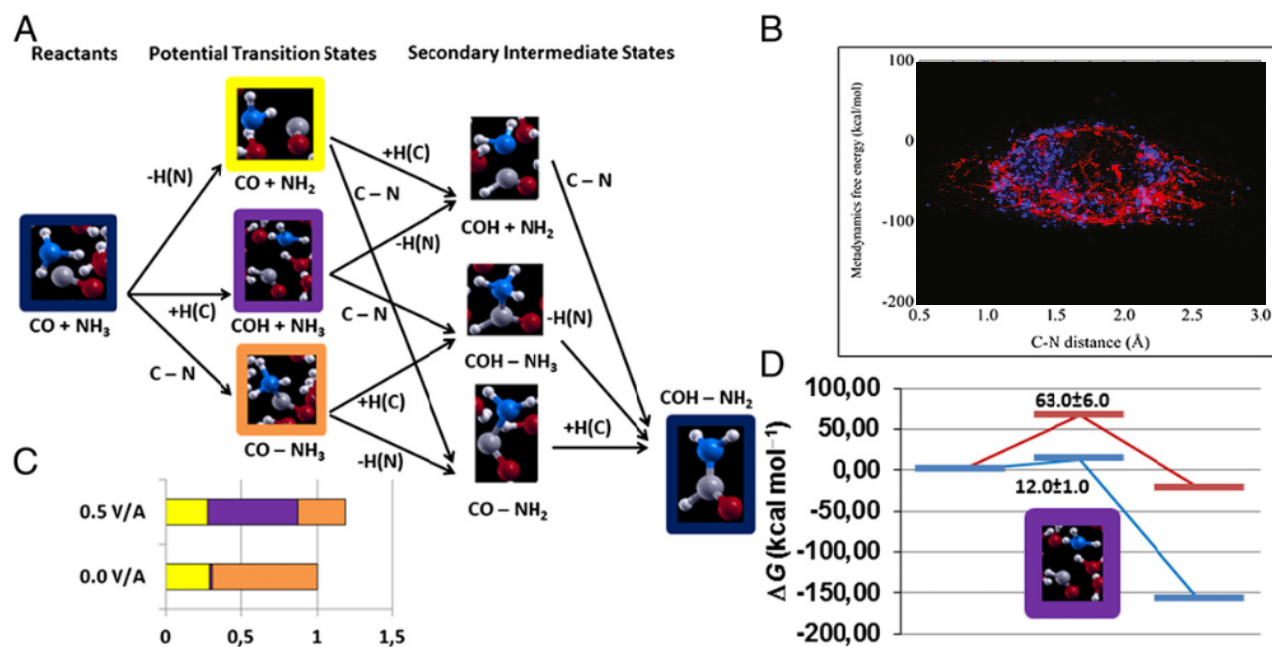 A
Reactants
Potential Transition States
Secondary Intermediate States
-H(N)
+H(C)
C – N
CO + NH₃
CO + NH₂
COH + NH₃
CO – NH₃
+H(C)
C – N
-H(N)
C – N
+H(C)
-H(N)
COH + NH₂
COH – NH₃
CO – NH₂
C – N
-H(N)
+H(C)
COH – NH₂
B
Metadynamics free energy (kcal/mol)
100
0
-100
-200
0.5 1.0 1.5 2.0 2.5 3.0
C-N distance (Å)
C
0.5 V/A
0.0 V/A
0 0,5 1 1,5
D
ΔG (kcal mol⁻¹)
100,00
50,00
0,00
-50,00
-100,00
-150,00
-200,00
63.0±6.0
12.0±1.0